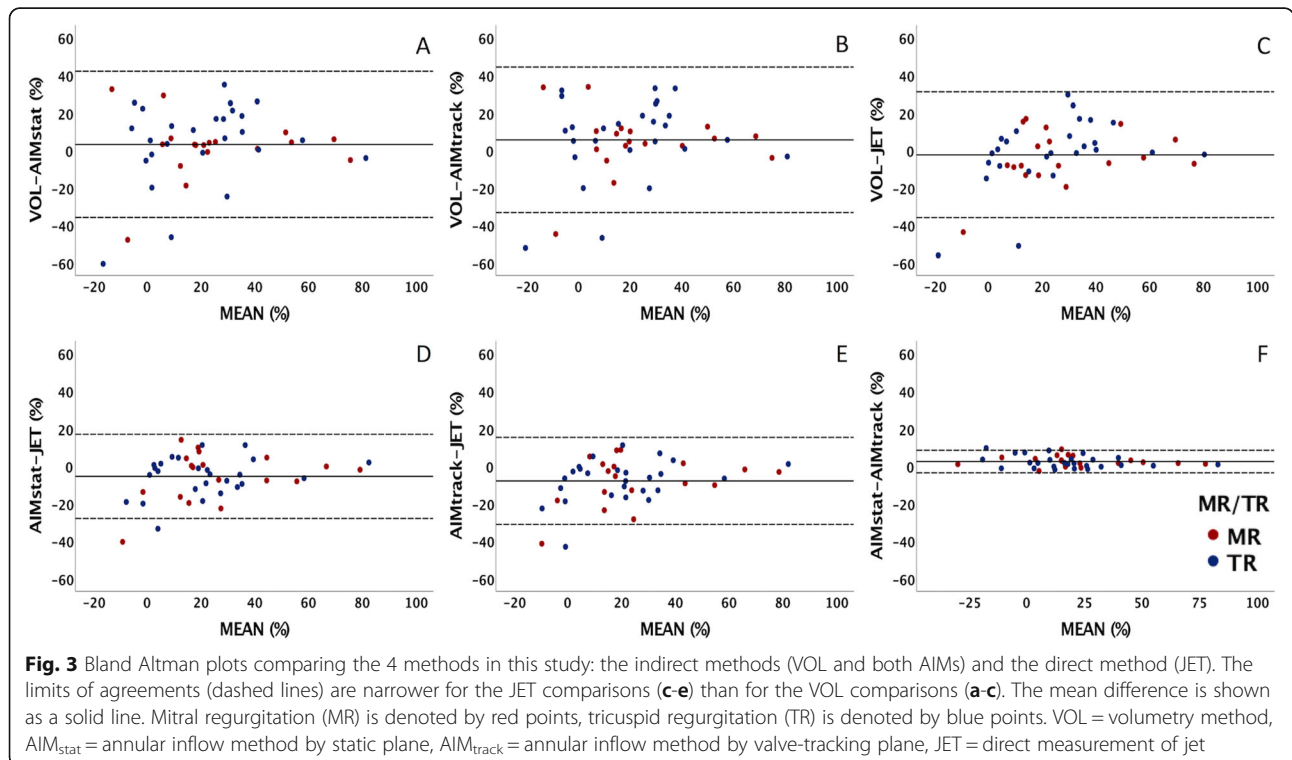 A
VOL-AIMstat (%)
60
40
20
0
-20
-40
-60
-20 0 20 40 60 80 100
MEAN (%)
B
VOL-AIMtrack (%)
60
40
20
0
-20
-40
-60
-20 0 20 40 60 80 100
MEAN (%)
C
VOL-JET (%)
60
40
20
0
-20
-40
-60
-20 0 20 40 60 80 100
MEAN (%)
D
AIMstat-JET (%)
60
40
20
0
-20
-40
-60
-20 0 20 40 60 80 100
MEAN (%)
E
AIMtrack-JET (%)
60
40
20
0
-20
-40
-60
-20 0 20 40 60 80 100
MEAN (%)
F
AIMstat-AIMtrack (%)
60
40
20
0
-20
-40
-60
-25 0 25 50 75 100
MEAN (%)
MR/TR
MR
TR
Fig. 3 Bland Altman plots comparing the 4 methods in this study: the indirect methods (VOL and both AIMs) and the direct method (JET). The
limits of agreements (dashed lines) are narrower for the JET comparisons (c-e) than for the VOL comparisons (a-c). The mean difference is shown
as a solid line. Mitral regurgitation (MR) is denoted by red points, tricuspid regurgitation (TR) is denoted by blue points. VOL = volumetry method,
AIMstat = annular inflow method by static plane, AIMtrack = annular inflow method by valve-tracking plane, JET = direct measurement of jet